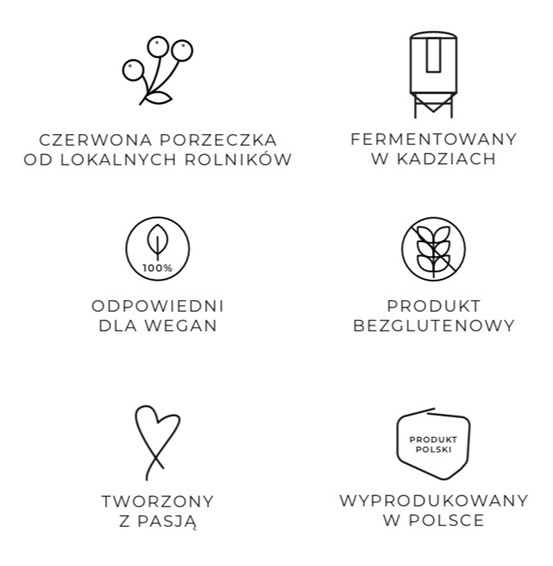 CZERWONA PORZECZKA
OD LOKALNYCH ROLNIKÓW
FERMENTOWANY
W KADZIACH
100%
ODPOWIEDNI
DLA WEGAN
PRODUKT
BEZGLUTENOWY
TWORZONY
Z PASJĄ
PRODUKT
POLSKI
WYPRODUKOWANY
W POLSCE